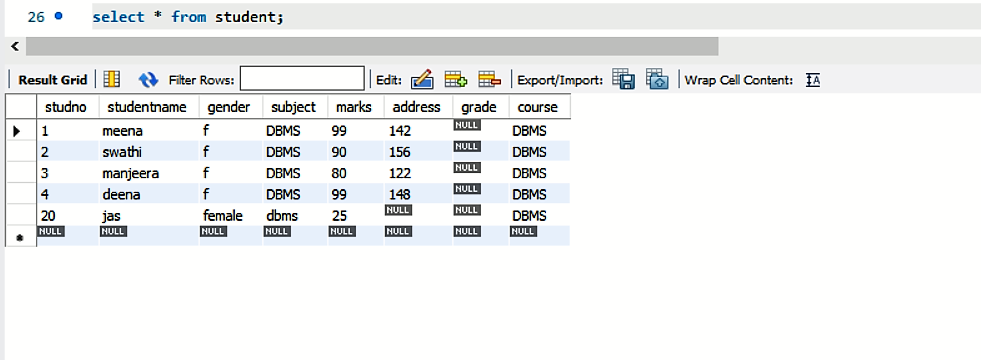 26 select * from student;
Result Grid Filter Rows: Edit: Export/Import: Wrap Cell Content: IA
studno studentname gender subject marks address grade course
1 meena f DBMS 99 142 NULL DBMS
2 swathi f DBMS 90 156 NULL DBMS
3 manjeera f DBMS 80 122 NULL DBMS
4 deena f DBMS 99 148 NULL DBMS
20 jas female dbms 25 NULL NULL DBMS
NULL NULL NULL NULL NULL NULL NULL NULL